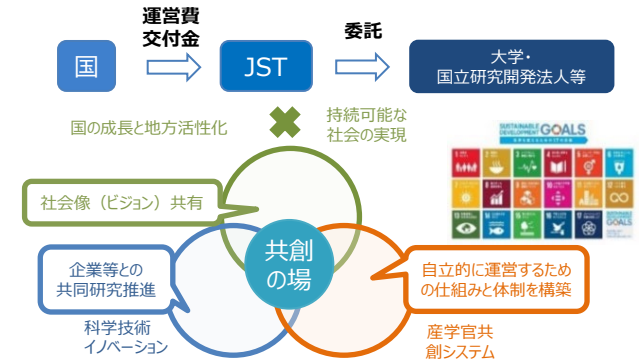 運営費
交付金
委託
国
JST
大学・
国立研究開発法人等
国の成長と地方活性化
持続可能な
社会の実現
SUSTAINABLE
DEVELOPMENT GOALS
社会像(ビジョン)共有
共創
の場
企業等との
共同研究推進
自立的に運営するため
の仕組みと体制を構築
科学技術
イノベーション
産学官共
創システム